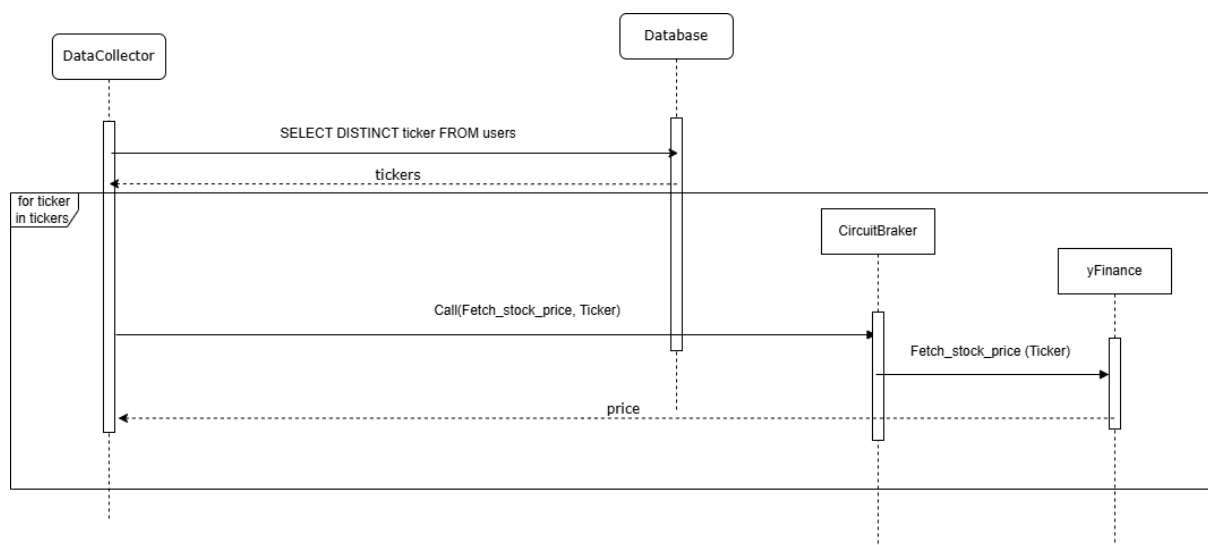 Database
DataCollector
SELECT DISTINCT ticker FROM users
tickers
for ticker
in tickers
CircuitBraker
yFinance
Call(Fetch_stock_price, Ticker)
Fetch_stock_price (Ticker)
price